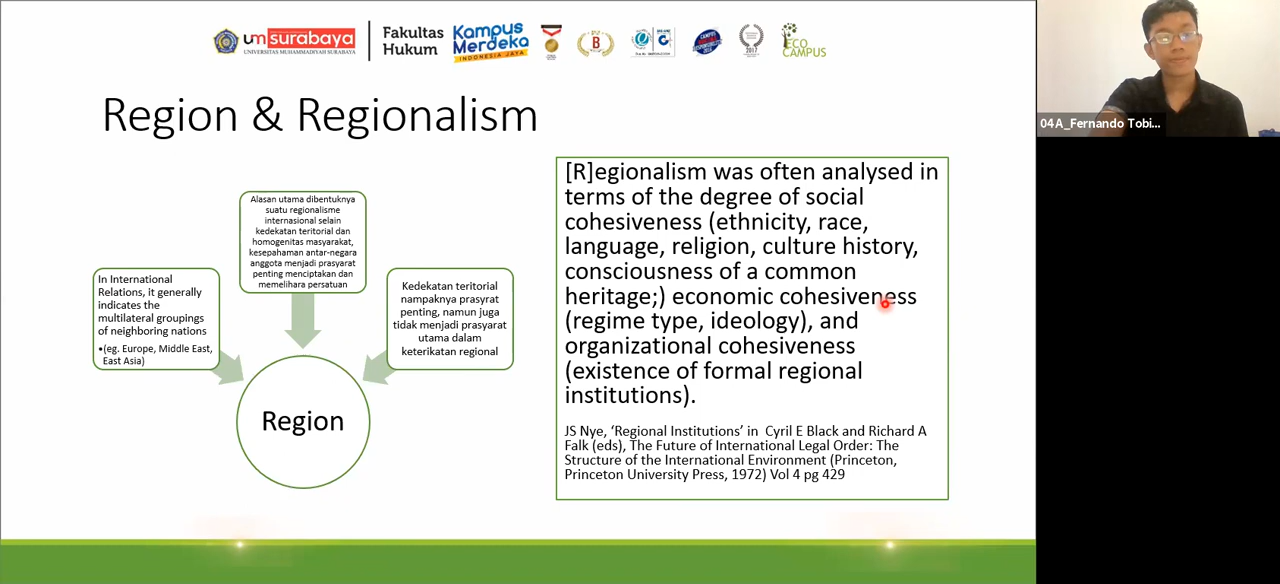 um surabaya
UNIVERSITAS MUHAMMADIYAH SURABAYA
Fakultas
Hukum
Kampus
Merdeka
INDONESIA JAYA
B
2017
ECO
CAMPUS
04A_Fernando Tobi...
Region & Regionalism
Alasan utama dibentuknya
suatu regionalisme
internasional selain
kedekatan teritorial dan
homogenitas masyarakat,
kesepahaman antar-negara
anggota menjadi prasyarat
penting menciptakan dan
memelihara persatuan
In International
Relations, it generally
indicates the
multilateral groupings
of neighboring nations
•(eg. Europe, Middle East,
East Asia)
Kedekatan teritorial
nampaknya prasyrat
penting, namun juga
tidak menjadi prasyarat
utama dalam
keterikatan regional
Region
[R]egionalism was often analysed in
terms of the degree of social
cohesiveness (ethnicity, race,
language, religion, culture history,
consciousness of a common
heritage;) economic cohesiveness
(regime type, ideology), and
organizational cohesiveness
(existence of formal regional
institutions).
JS Nye, ‘Regional Institutions’ in Cyril E Black and Richard A
Falk (eds), The Future of International Legal Order: The
Structure of the International Environment (Princeton,
Princeton University Press, 1972) Vol 4 pg 429